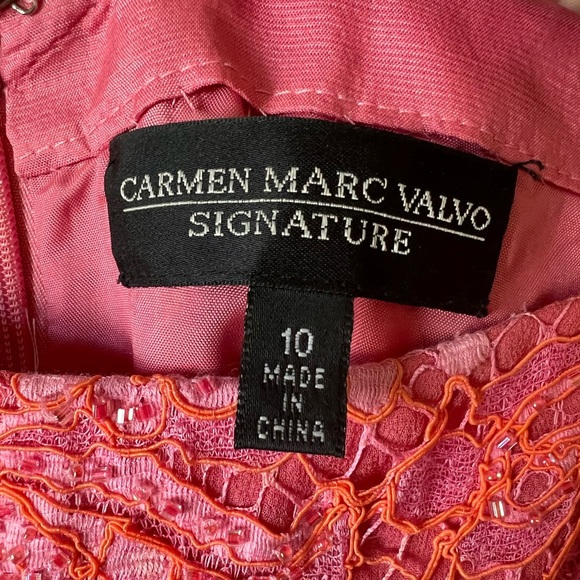 CARMEN MARC VALVO
SIGNATURE
10
MADE
IN
CHINA